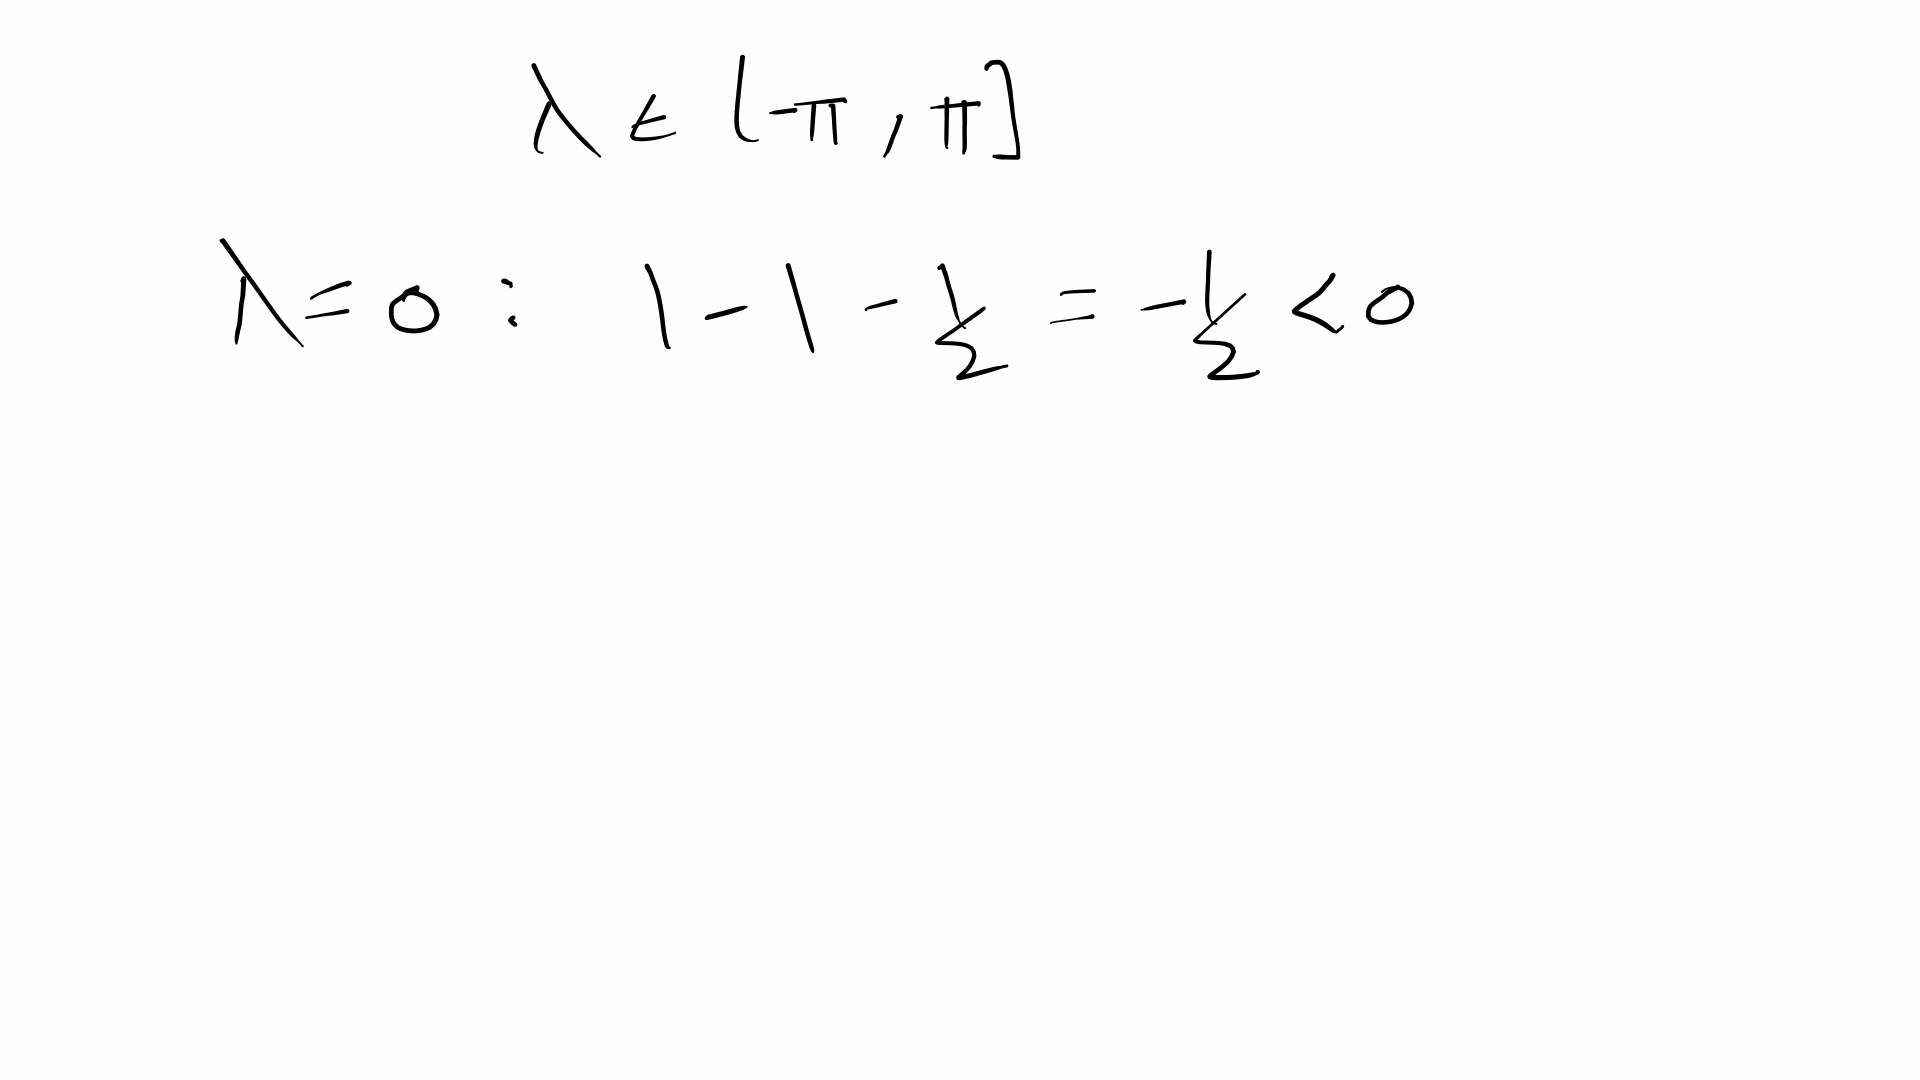 λ ∈ [-π, π]
λ = 0 : 1 - 1 - 1/2 = - 1/2 < 0